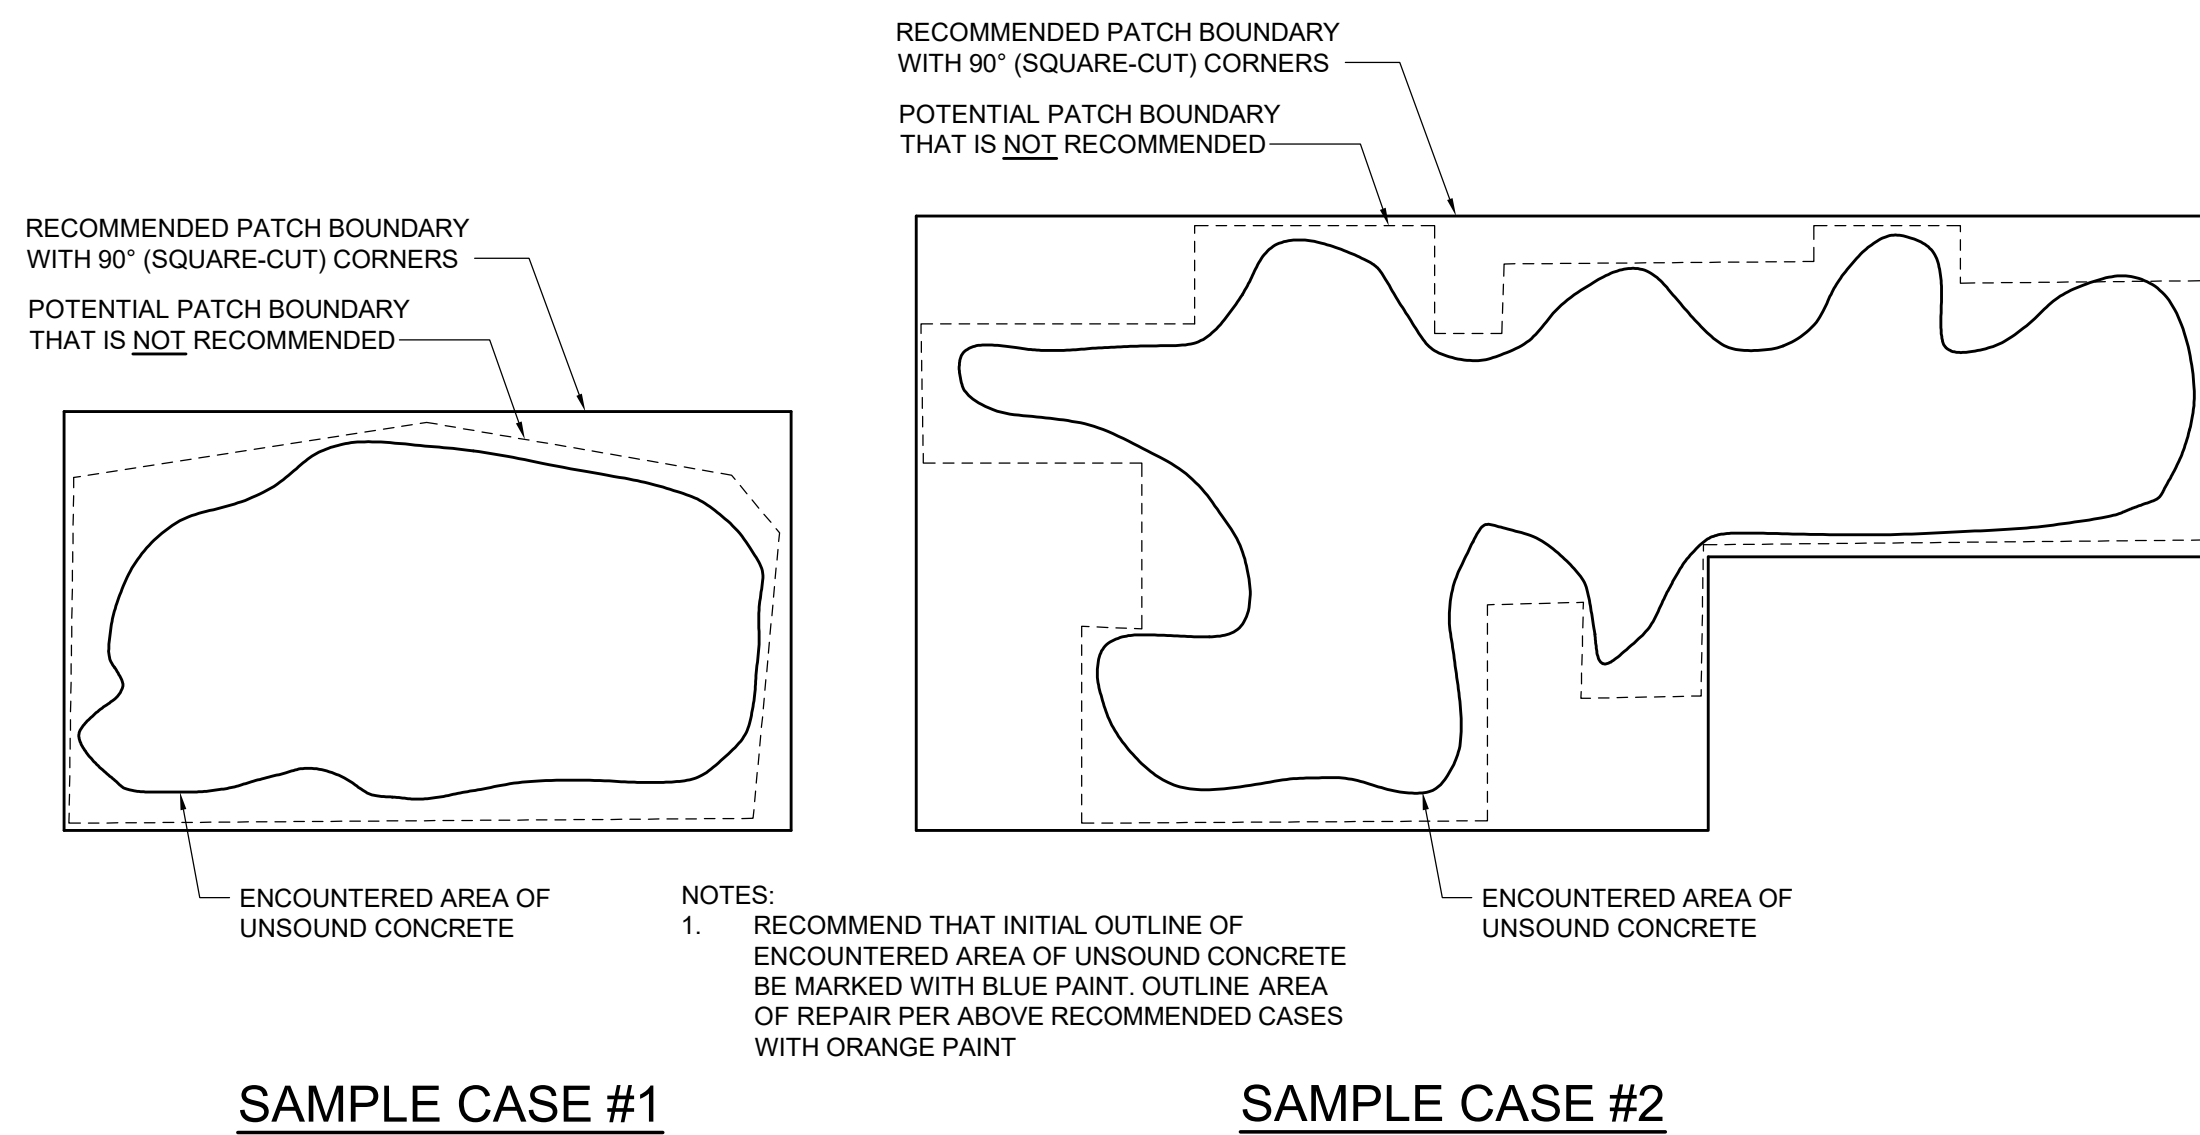 RECOMMENDED PATCH BOUNDARY
WITH 90° (SQUARE-CUT) CORNERS
POTENTIAL PATCH BOUNDARY
THAT IS NOT RECOMMENDED
RECOMMENDED PATCH BOUNDARY
WITH 90° (SQUARE-CUT) CORNERS
POTENTIAL PATCH BOUNDARY
THAT IS NOT RECOMMENDED
ENCOUNTERED AREA OF
UNSOUND CONCRETE
NOTES:
1. RECOMMEND THAT INITIAL OUTLINE OF
ENCOUNTERED AREA OF UNSOUND CONCRETE
BE MARKED WITH BLUE PAINT. OUTLINE AREA
OF REPAIR PER ABOVE RECOMMENDED CASES
WITH ORANGE PAINT
ENCOUNTERED AREA OF
UNSOUND CONCRETE
SAMPLE CASE #1
SAMPLE CASE #2